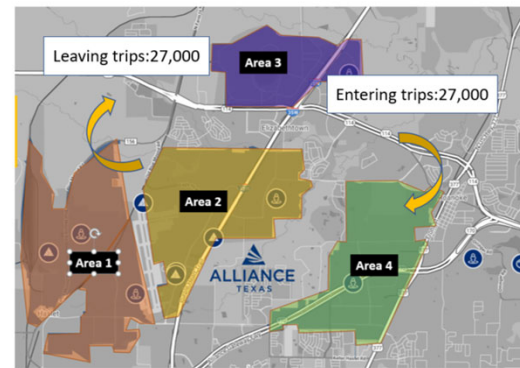 Leaving trips:27,000
Area 3
Entering trips:27,000
Area 2
Area 1
ALLIANCE
TEXAS
Area 4